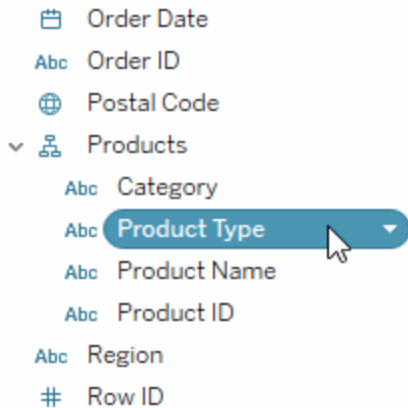 Order Date
Abc Order ID
Postal Code
Products
Abc Category
Abc Product Type
Abc Product Name
Abc Product ID
Abc Region
# Row ID